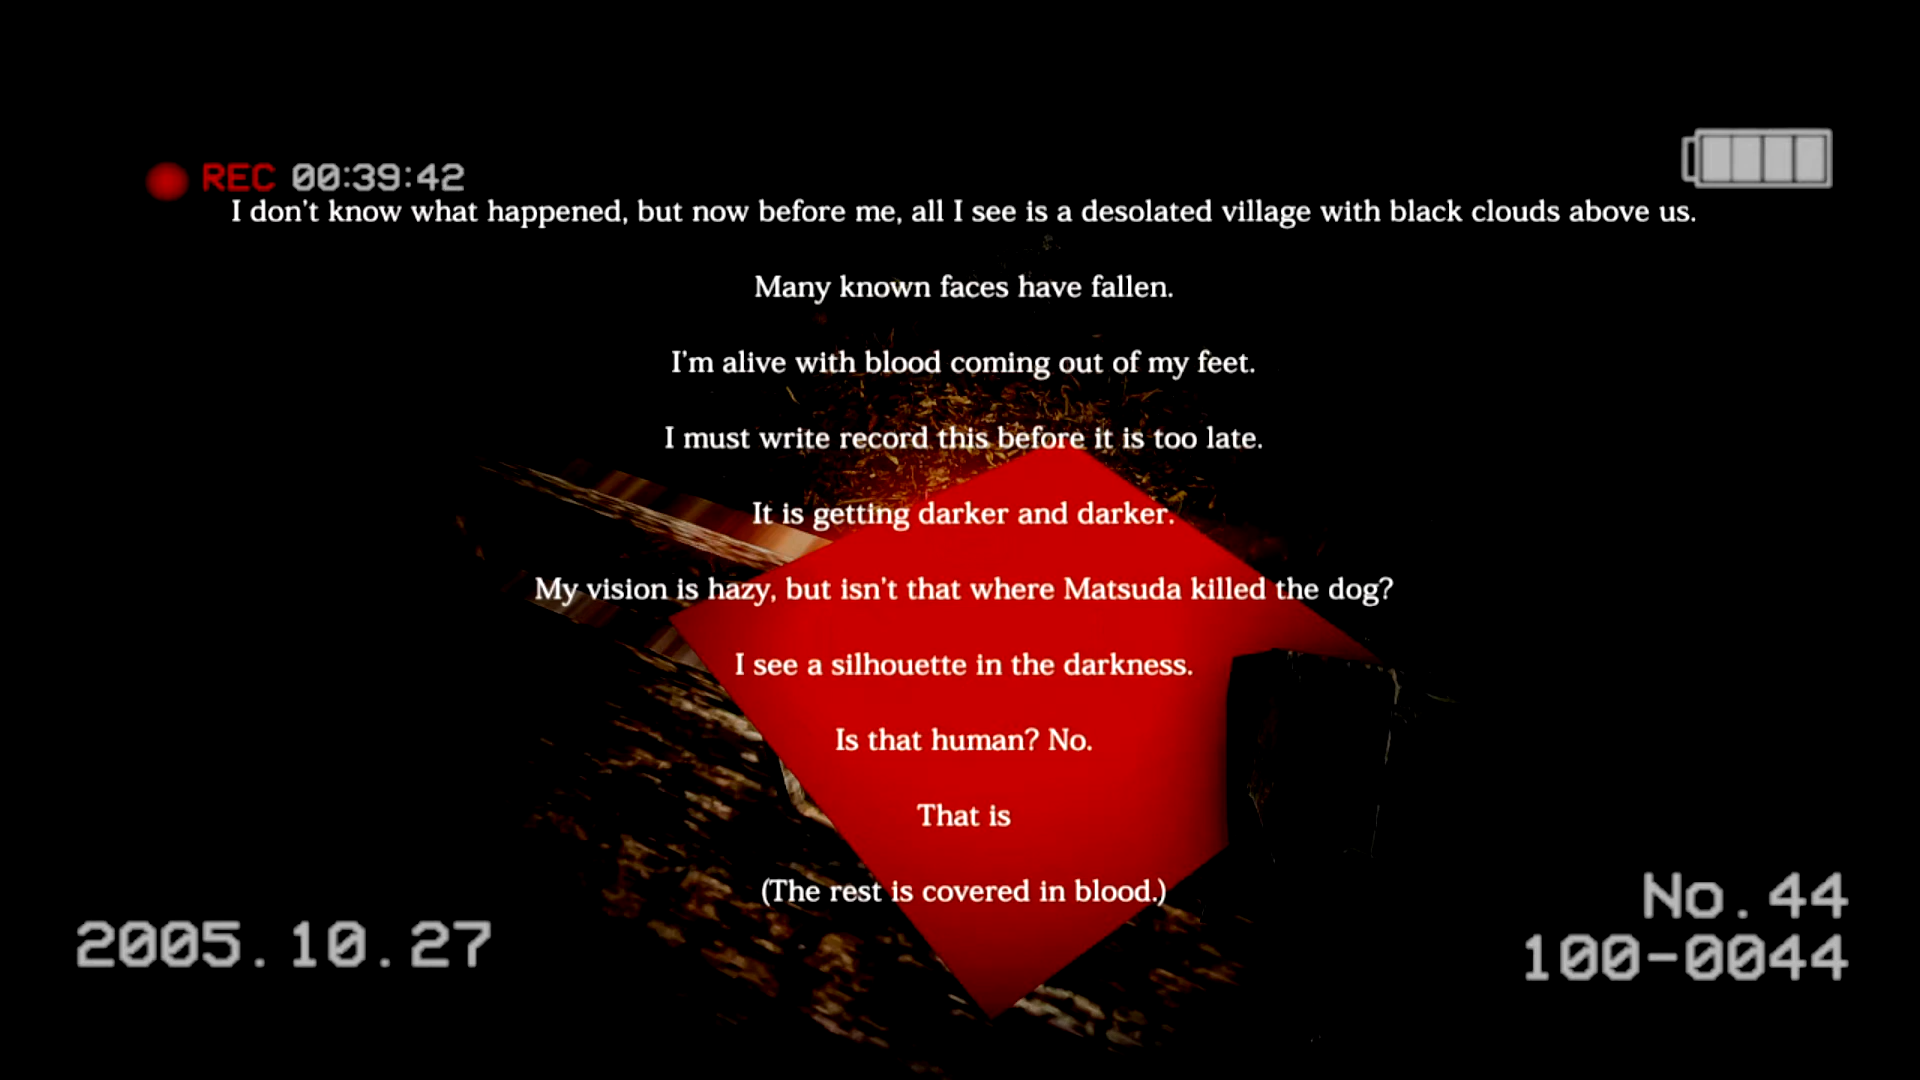 REC 00:39:42
I don't know what happened, but now before me, all I see is a desolated village with black clouds above us.
Many known faces have fallen.
I'm alive with blood coming out of my feet.
I must write record this before it is too late.
It is getting darker and darker.
My vision is hazy, but isn't that where Matsuda killed the dog?
I see a silhouette in the darkness.
Is that human? No.
That is
(The rest is covered in blood.)
2005.10.27
No.44
100-0044